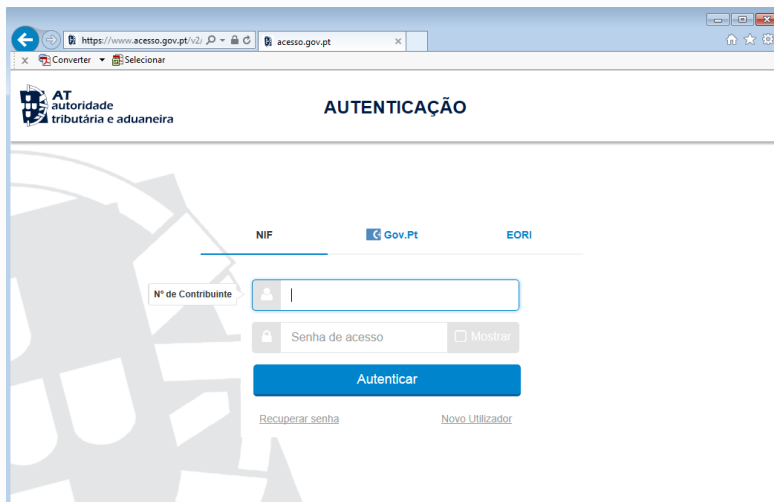 https://www.acesso.gov.pt/v2/
acesso.gov.pt
x Converter Selecionar
AT
autoridade
tributária e aduaneira
AUTENTICAÇÃO
NIF Gov.Pt EORI
Nº de Contribuinte
Senha de acesso Mostrar
Autenticar
Recuperar senha Novo Utilizador